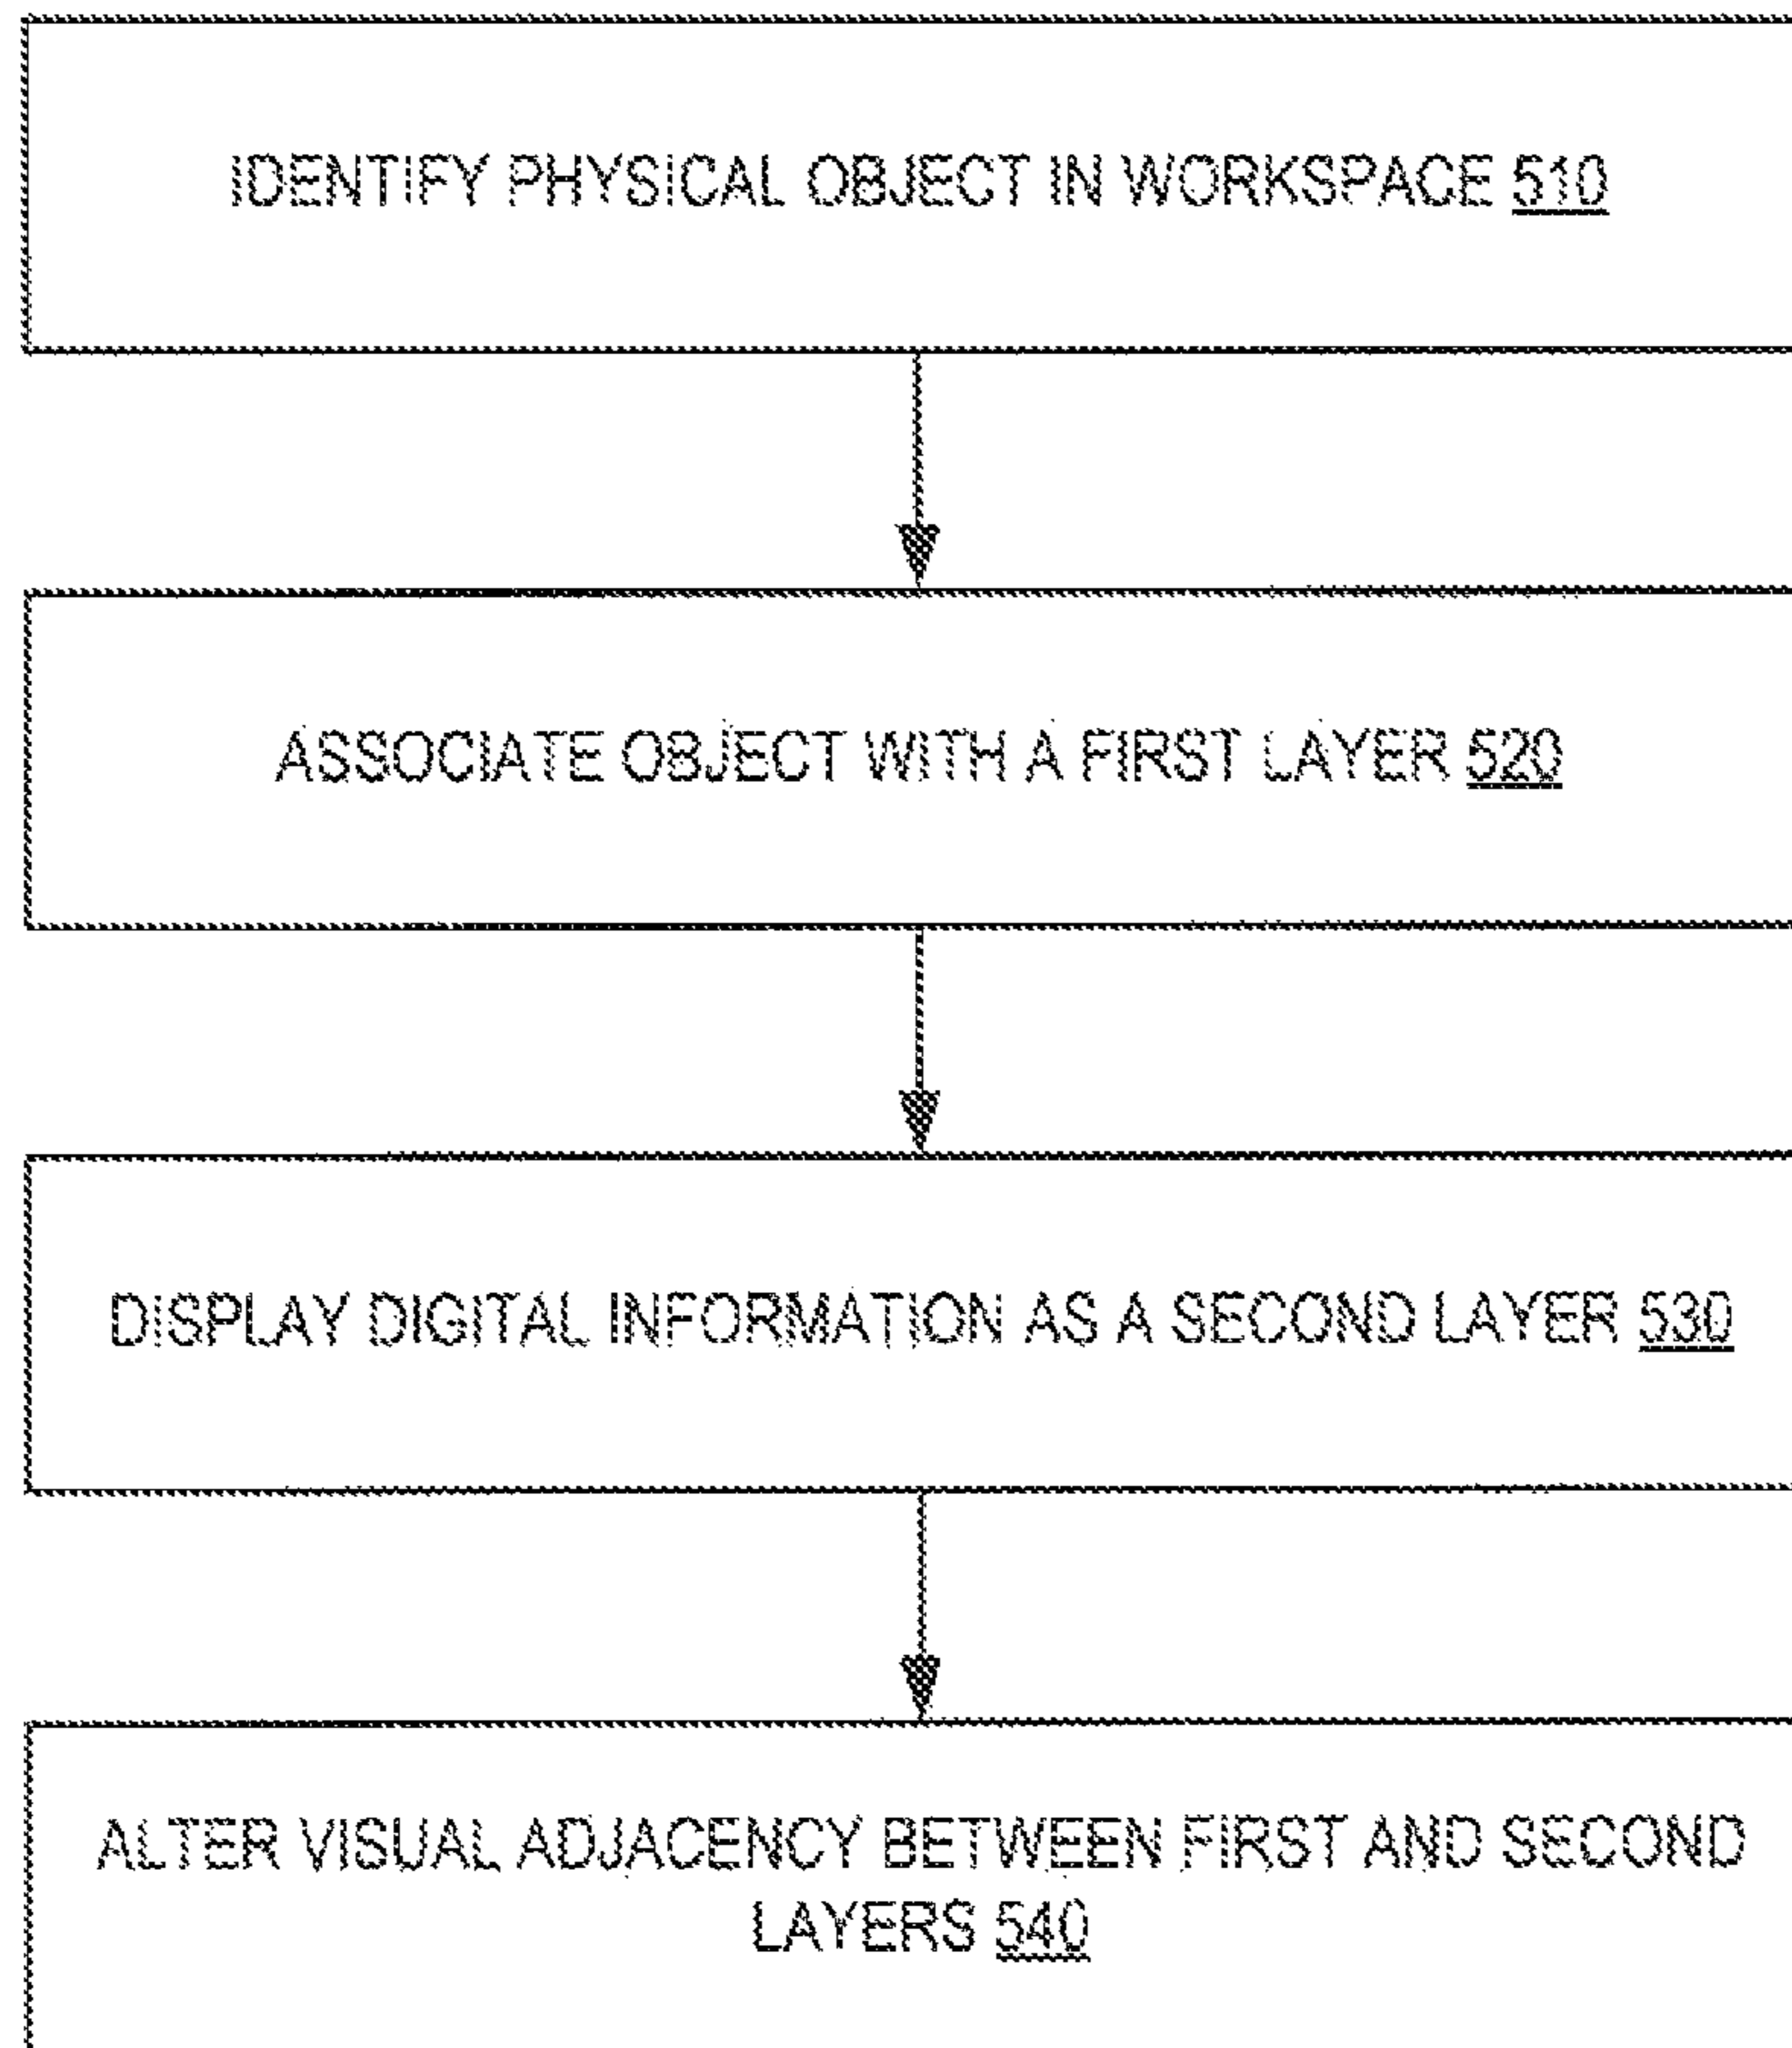 IDENTIFY PHYSICAL OBJECT IN WORKSPACE 510
ASSOCIATE OBJECT WITH A FIRST LAYER 520
DISPLAY DIGITAL INFORMATION AS A SECOND LAYER 530
ALTER VISUAL ADJACENCY BETWEEN FIRST AND SECOND
LAYERS 540